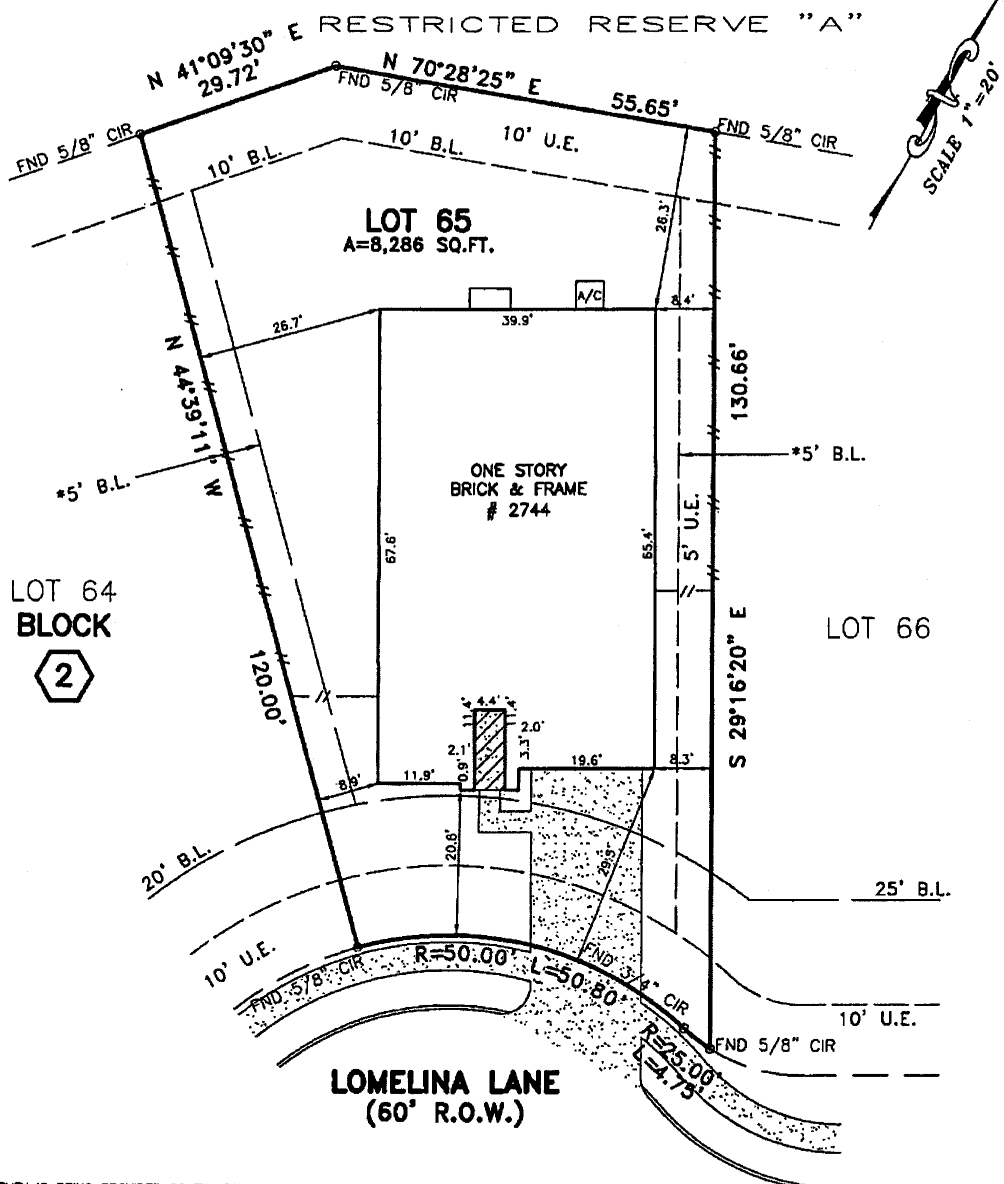 RESTRICTED RESERVE "A"
N 41°09'30" E
29.72'
N 70°28'25" E
55.65'
FND 5/8" CIR
FND 5/8" CIR
FND 5/8" CIR
SCALE 1"=20'
10' B.L.
10' B.L.
10' U.E.
LOT 65
A=8,286 SQ.FT.
26.3'
A/C
8.4'
39.9'
26.7'
N 44°39'11" W
130.66'
*5' B.L.
*5' B.L.
ONE STORY
BRICK & FRAME
# 2744
67.6'
65.4'
5' U.E.
LOT 64
BLOCK
2
LOT 66
S 29°16'20" E
120.00'
4.4'
2.0'
2.1'
3.3'
0.9'
19.6'
8.3'
11.9'
8.9'
20' B.L.
20.6'
25' B.L.
10' U.E.
FND 5/8" CIR
R=50.00'
L=50.80'
FND 3/4" CIR
10' U.E.
FND 5/8" CIR
R=25.00'
L=4.75'
LOMELINA LANE
(60' R.O.W.)